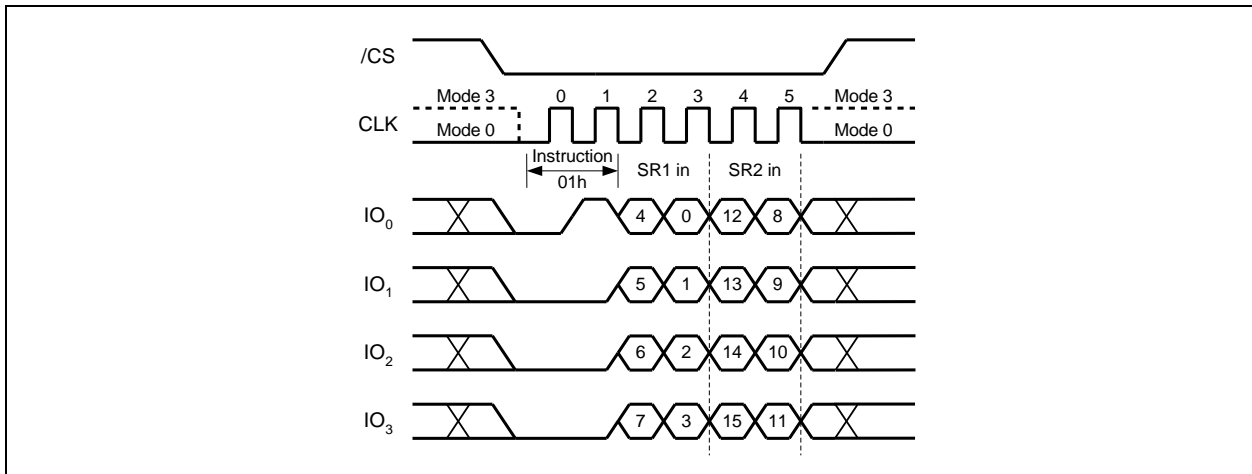 /CS
Mode 3 0 1 2 3 4 5 Mode 3
CLK Mode 0 Mode 0
Instruction
01h SR1 in SR2 in
IO0 4 0 12 8
IO1 5 1 13 9
IO2 6 2 14 10
IO3 7 3 15 11